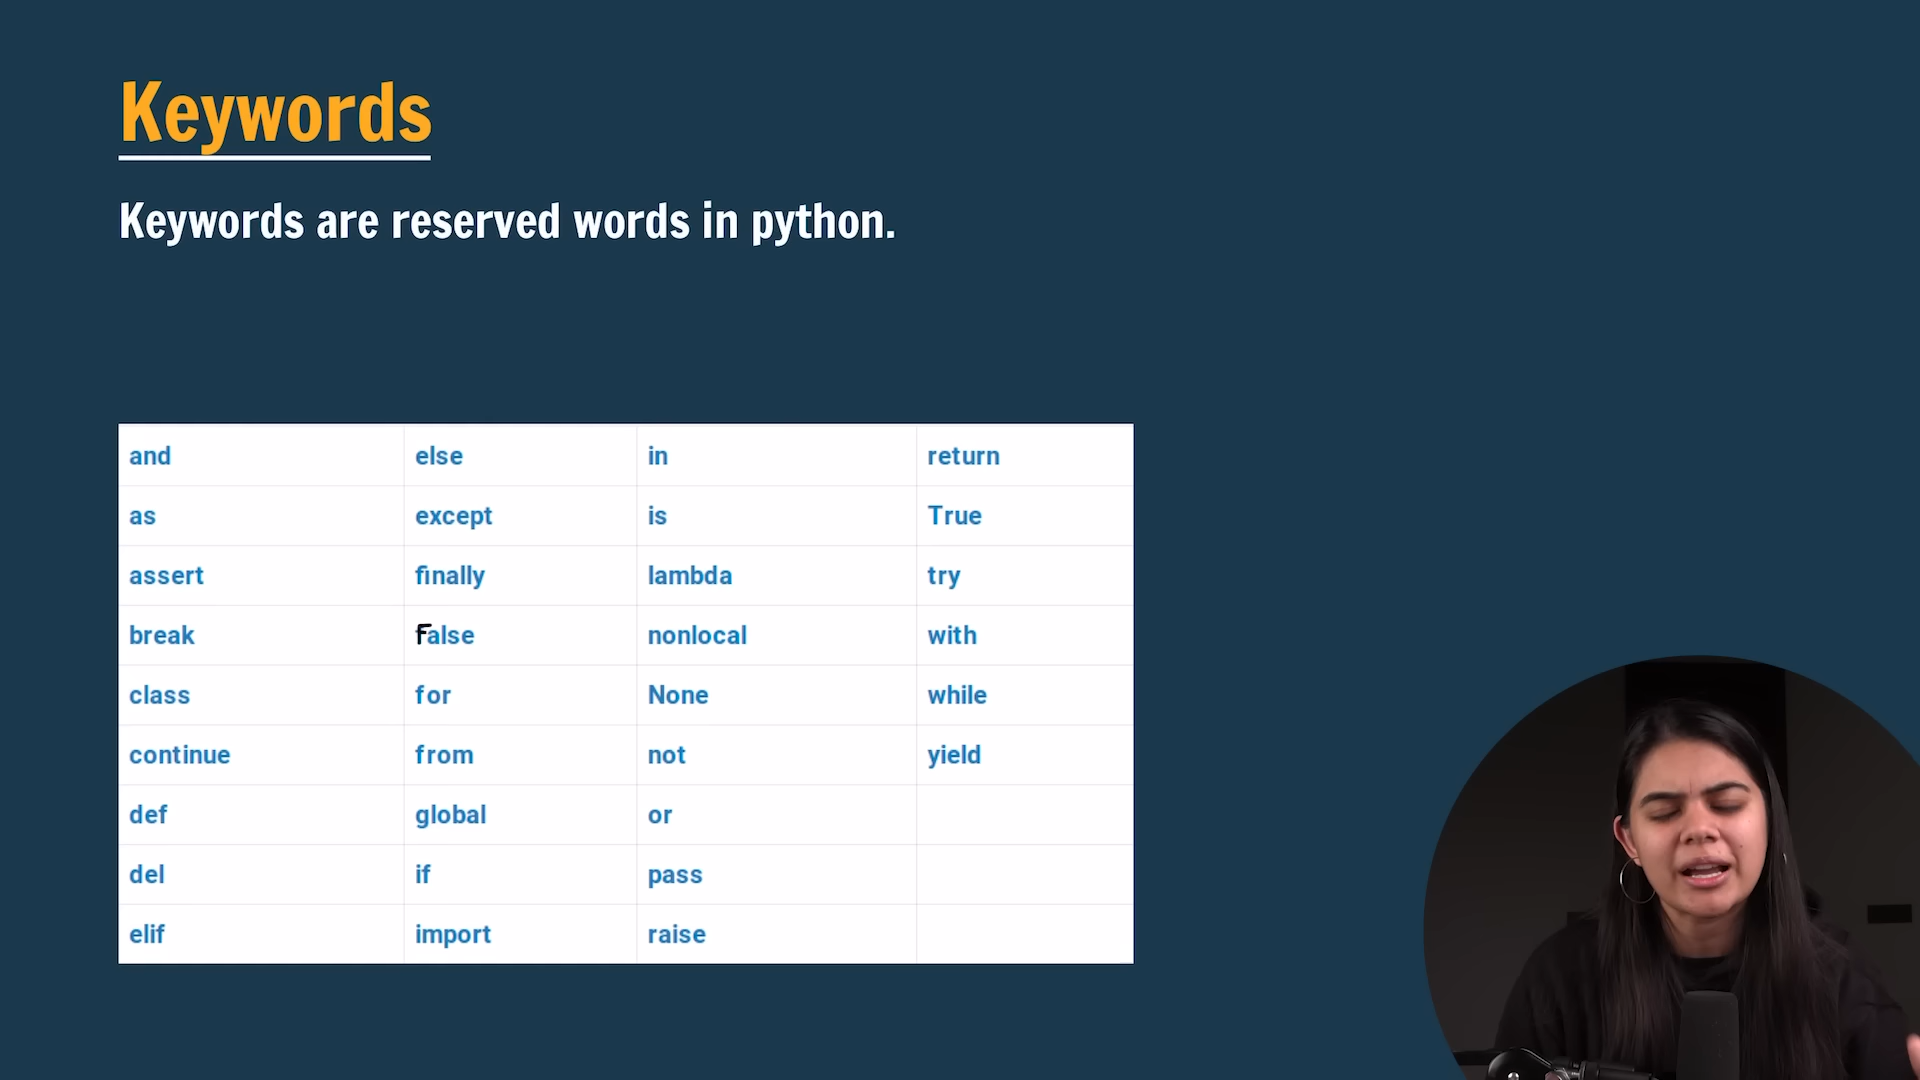 Keywords
Keywords are reserved words in python.
and else in return
as except is True
assert finally lambda try
break False nonlocal with
class for None while
continue from not yield
def global or
del if pass
elif import raise